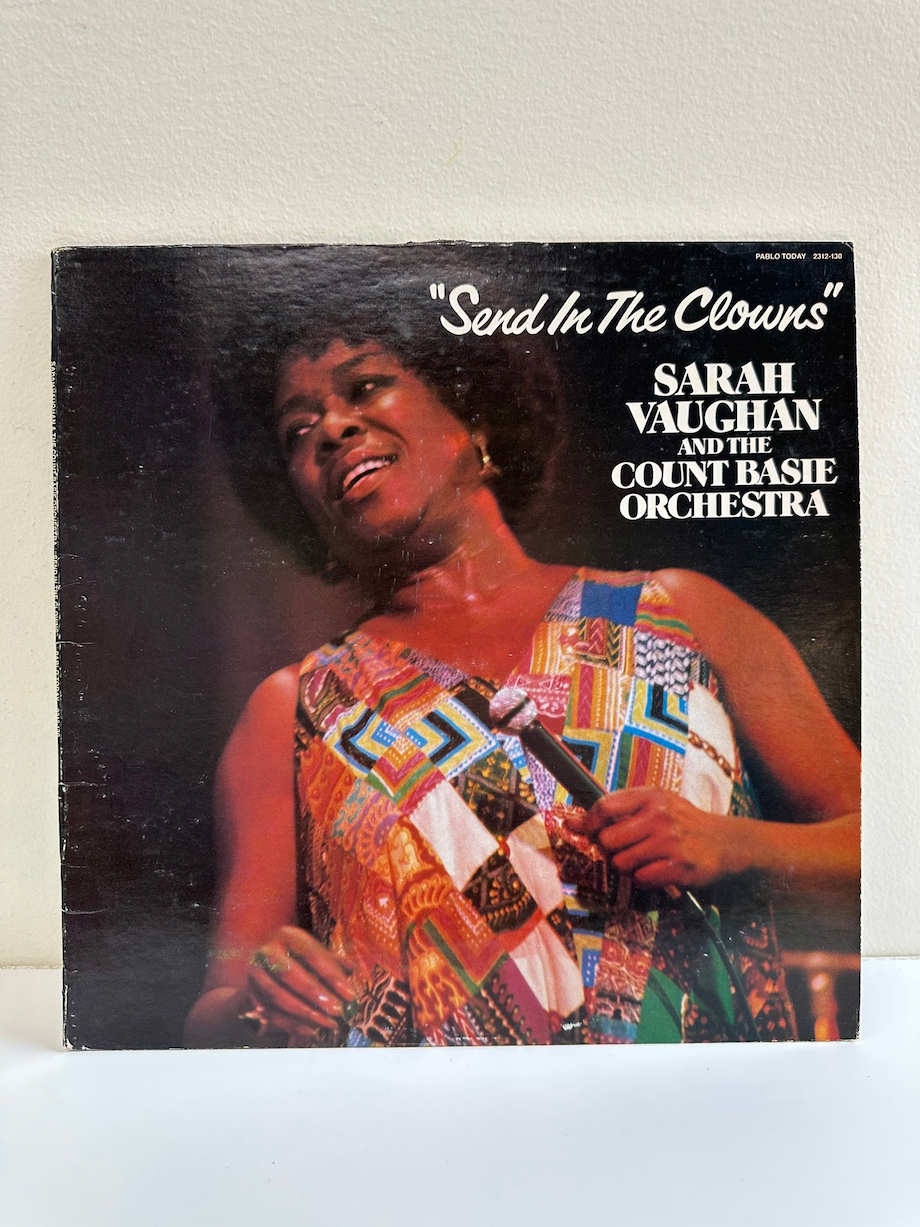 PABLO TODAY 2312-130
"Send In The Clowns"
SARAH
VAUGHAN
AND THE
COUNT BASIE
ORCHESTRA